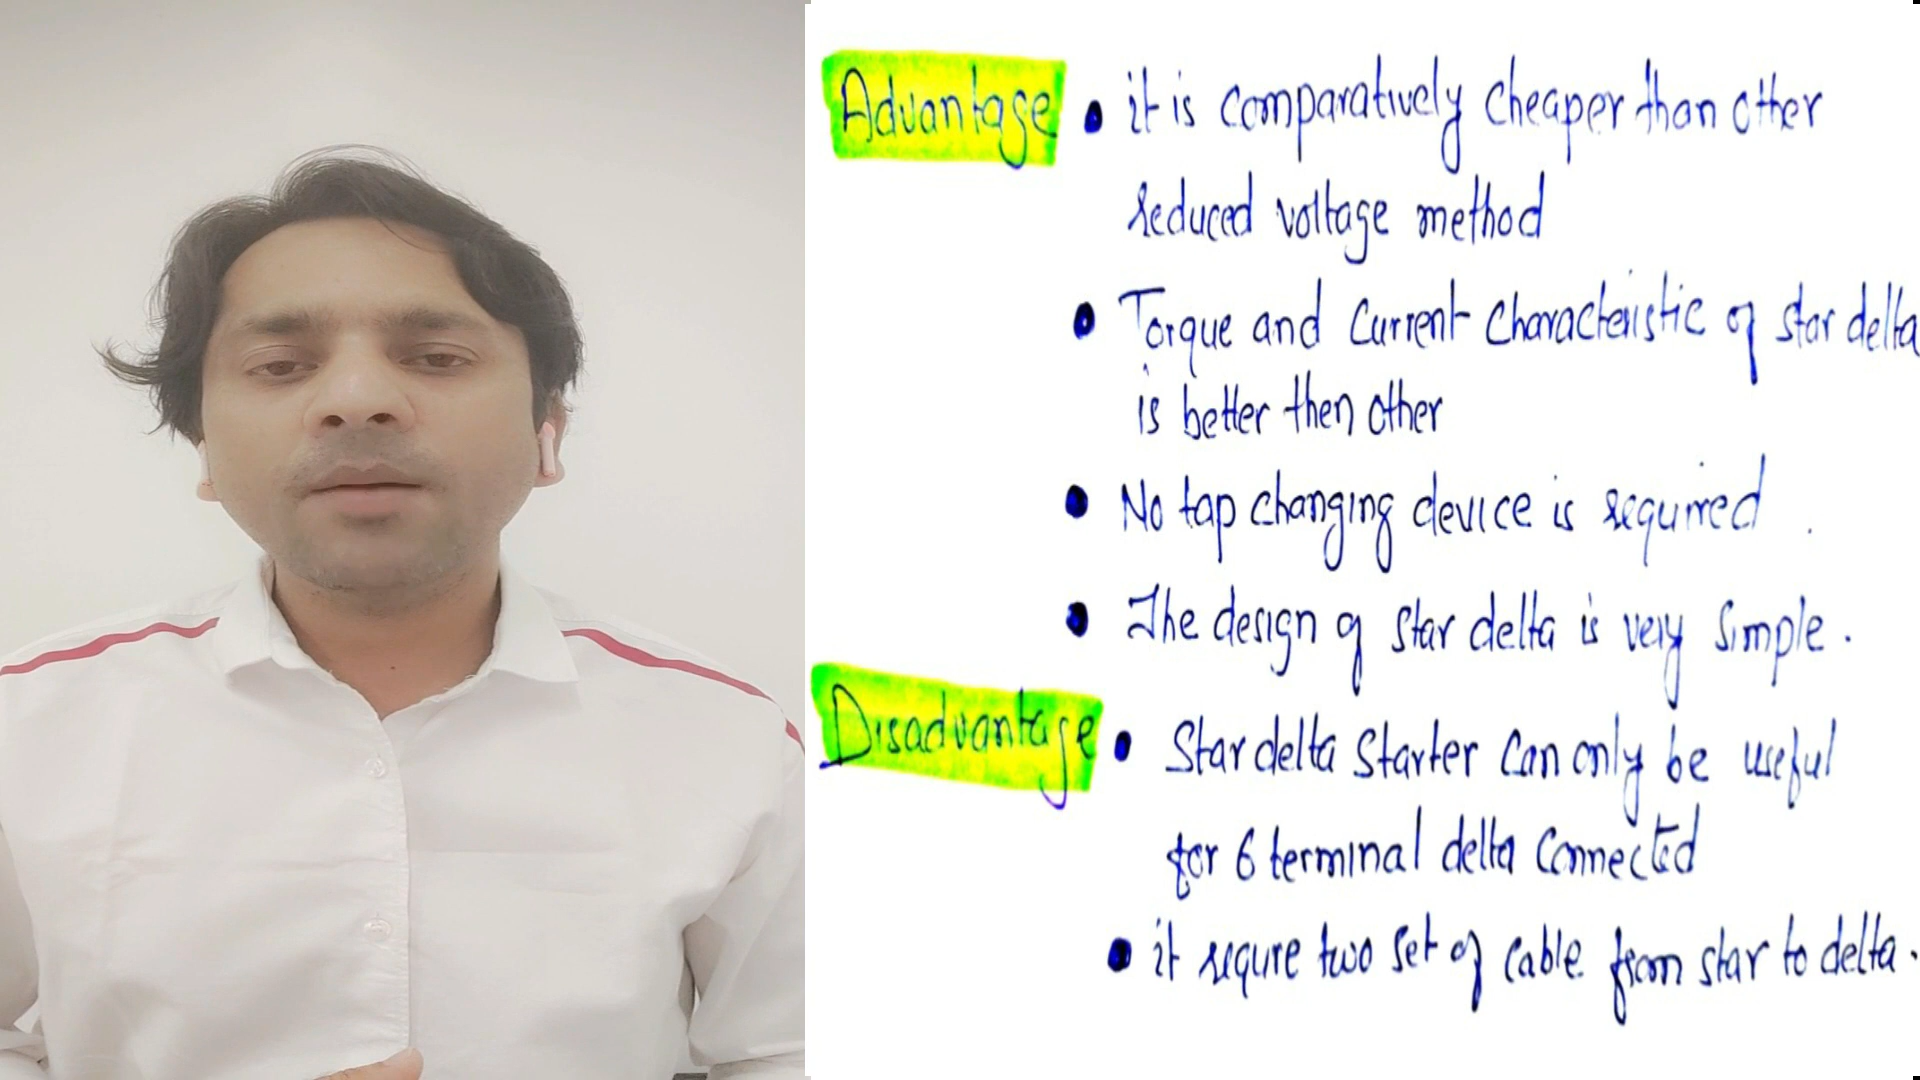 Advantage • it is comparatively cheaper than other
reduced voltage method
• Torque and Current characteristic of star delta
is better then other
• No tap changing device is required.
• The design of star delta is very simple.
Disadvantage • Star delta Starter Can only be useful
for 6 terminal delta Connected
• it requre two set of cable from star to delta.